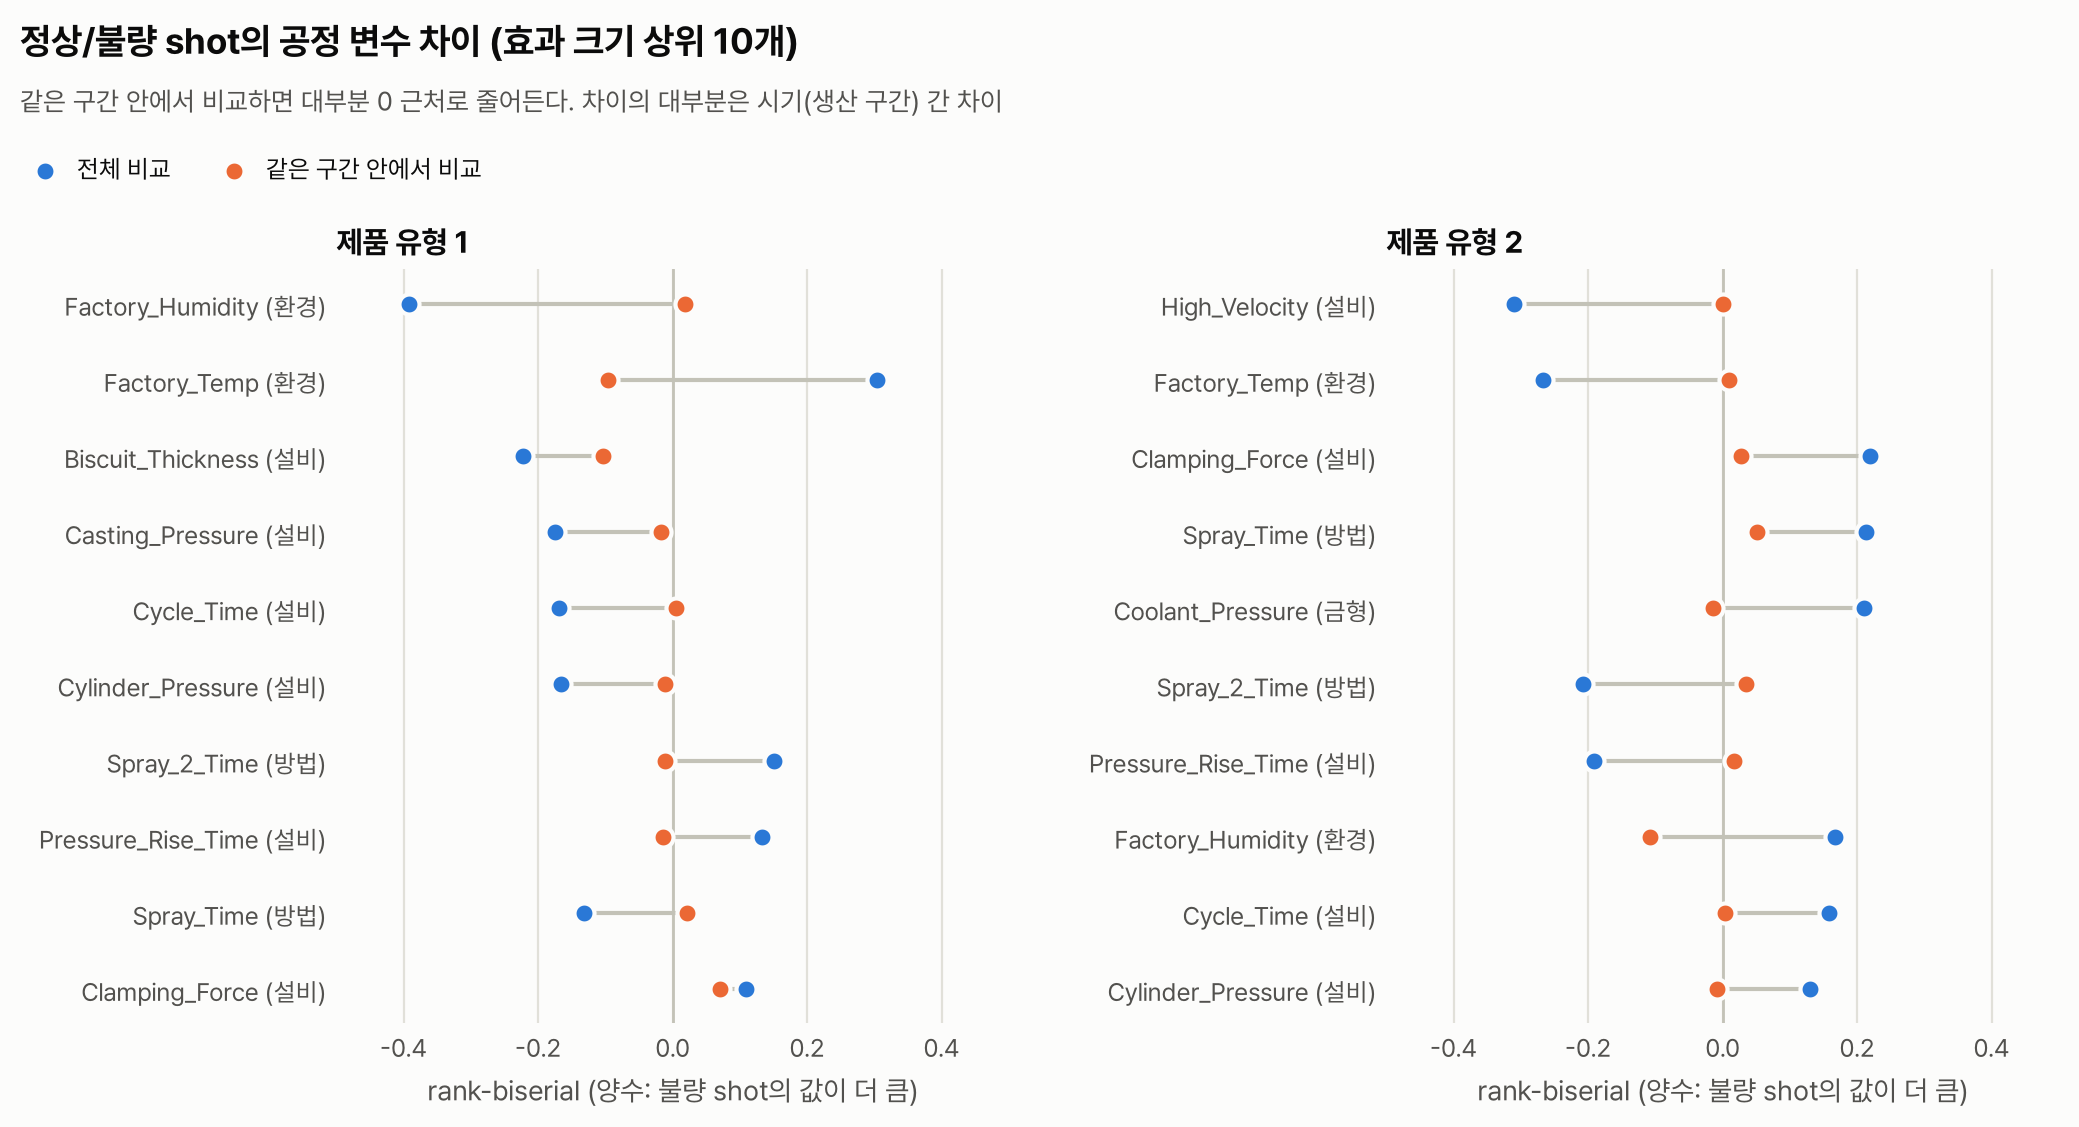 정상/불량 shot의 공정 변수 차이 (효과 크기 상위 10개)
같은 구간 안에서 비교하면 대부분 0 근처로 줄어든다. 차이의 대부분은 시기(생산 구간) 간 차이
전체 비교
같은 구간 안에서 비교
제품 유형 1
Factory_Humidity (환경)
Factory_Temp (환경)
Biscuit_Thickness (설비)
Casting_Pressure (설비)
Cycle_Time (설비)
Cylinder_Pressure (설비)
Spray_2_Time (방법)
Pressure_Rise_Time (설비)
Spray_Time (방법)
Clamping_Force (설비)
-0.4 -0.2 0.0 0.2 0.4
rank-biserial (양수: 불량 shot의 값이 더 큼)
제품 유형 2
High_Velocity (설비)
Factory_Temp (환경)
Clamping_Force (설비)
Spray_Time (방법)
Coolant_Pressure (금형)
Spray_2_Time (방법)
Pressure_Rise_Time (설비)
Factory_Humidity (환경)
Cycle_Time (설비)
Cylinder_Pressure (설비)
-0.4 -0.2 0.0 0.2 0.4
rank-biserial (양수: 불량 shot의 값이 더 큼)